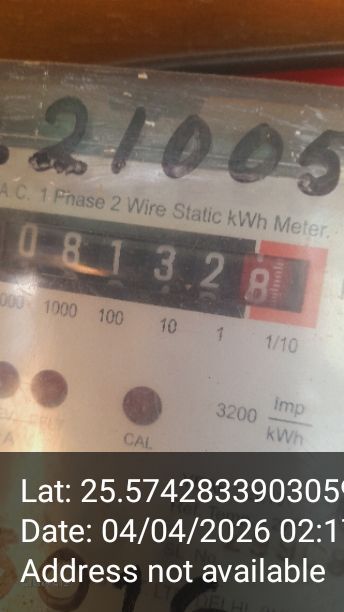 21005
A.C. 1 Phase 2 Wire Static kWh Meter.
0 8 1 3 2 8
1000 100 10 1 1/10
3200 Imp
kWh
CAL
Lat: 25.574283390305
Date: 04/04/2026 02:1
Address not available